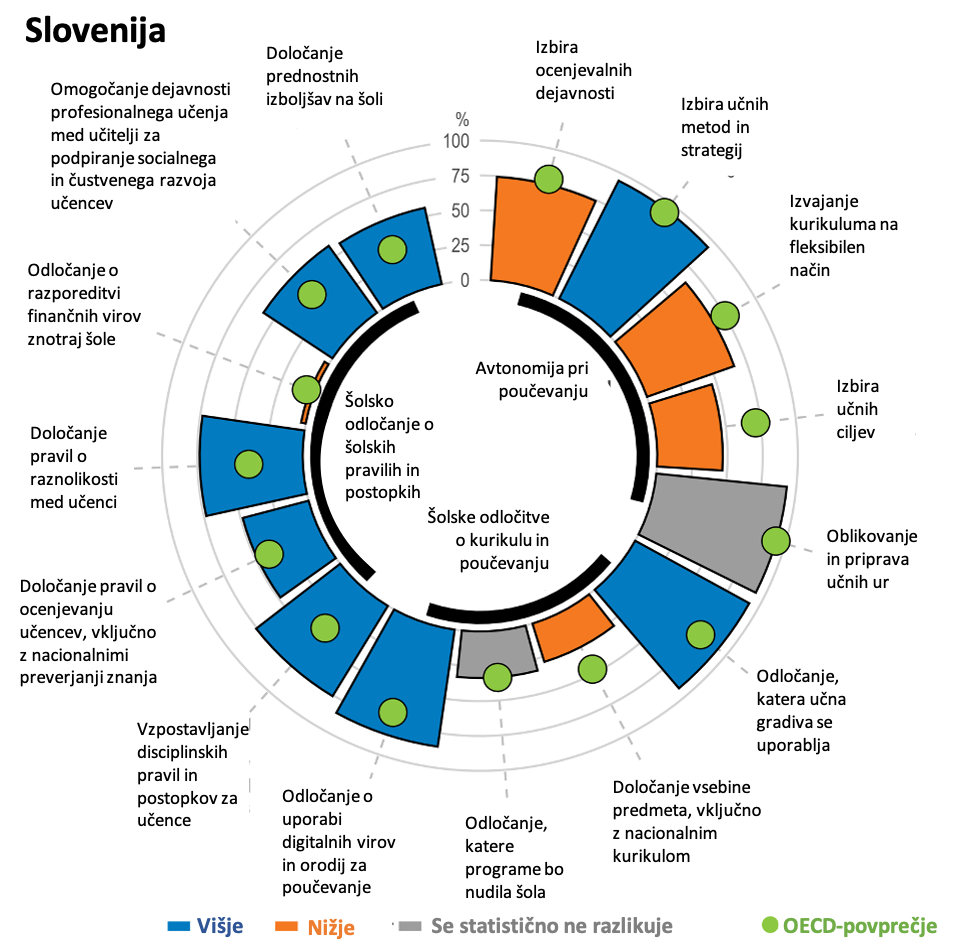 Slovenija
Določanje
prednostnih
izboljšav na šoli
Izbira
ocenjevalnih
dejavnosti
Izbira učnih
metod in
strategij
Izvajanje
kurikuluma na
fleksibilen
način
Izbira
učnih
ciljev
Oblikovanje
in priprava
učnih ur
Odločanje,
katera učna
gradiva se
uporablja
Določanje vsebine
predmeta, vključno
z nacionalnim
kurikulom
Odločanje,
katere
programe bo
nudila šola
Odločanje o
uporabi
digitalnih virov
in orodij za
poučevanje
Vzpostavljanje
disciplinskih
pravil in
postopkov za
učence
Določanje pravil o
ocenjevanju
učencev, vključno
z nacionalnimi
preverjanji znanja
Določanje
pravil o
raznolikosti
med učenci
Odločanje o
razporeditvi
finančnih virov
znotraj šole
Omogočanje dejavnosti
profesionalnega učenja
med učitelji za
podpiranje socialnega
in čustvenega razvoja
učencev
%
100
75
50
25
0
Avtonomija pri
poučevanju
Šolsko
odločanje o
šolskih
pravilih in
postopkih
Šolske odločitve
o kurikulu in
poučevanju
Višje
Nižje
Se statistično ne razlikuje
OECD-povprečje